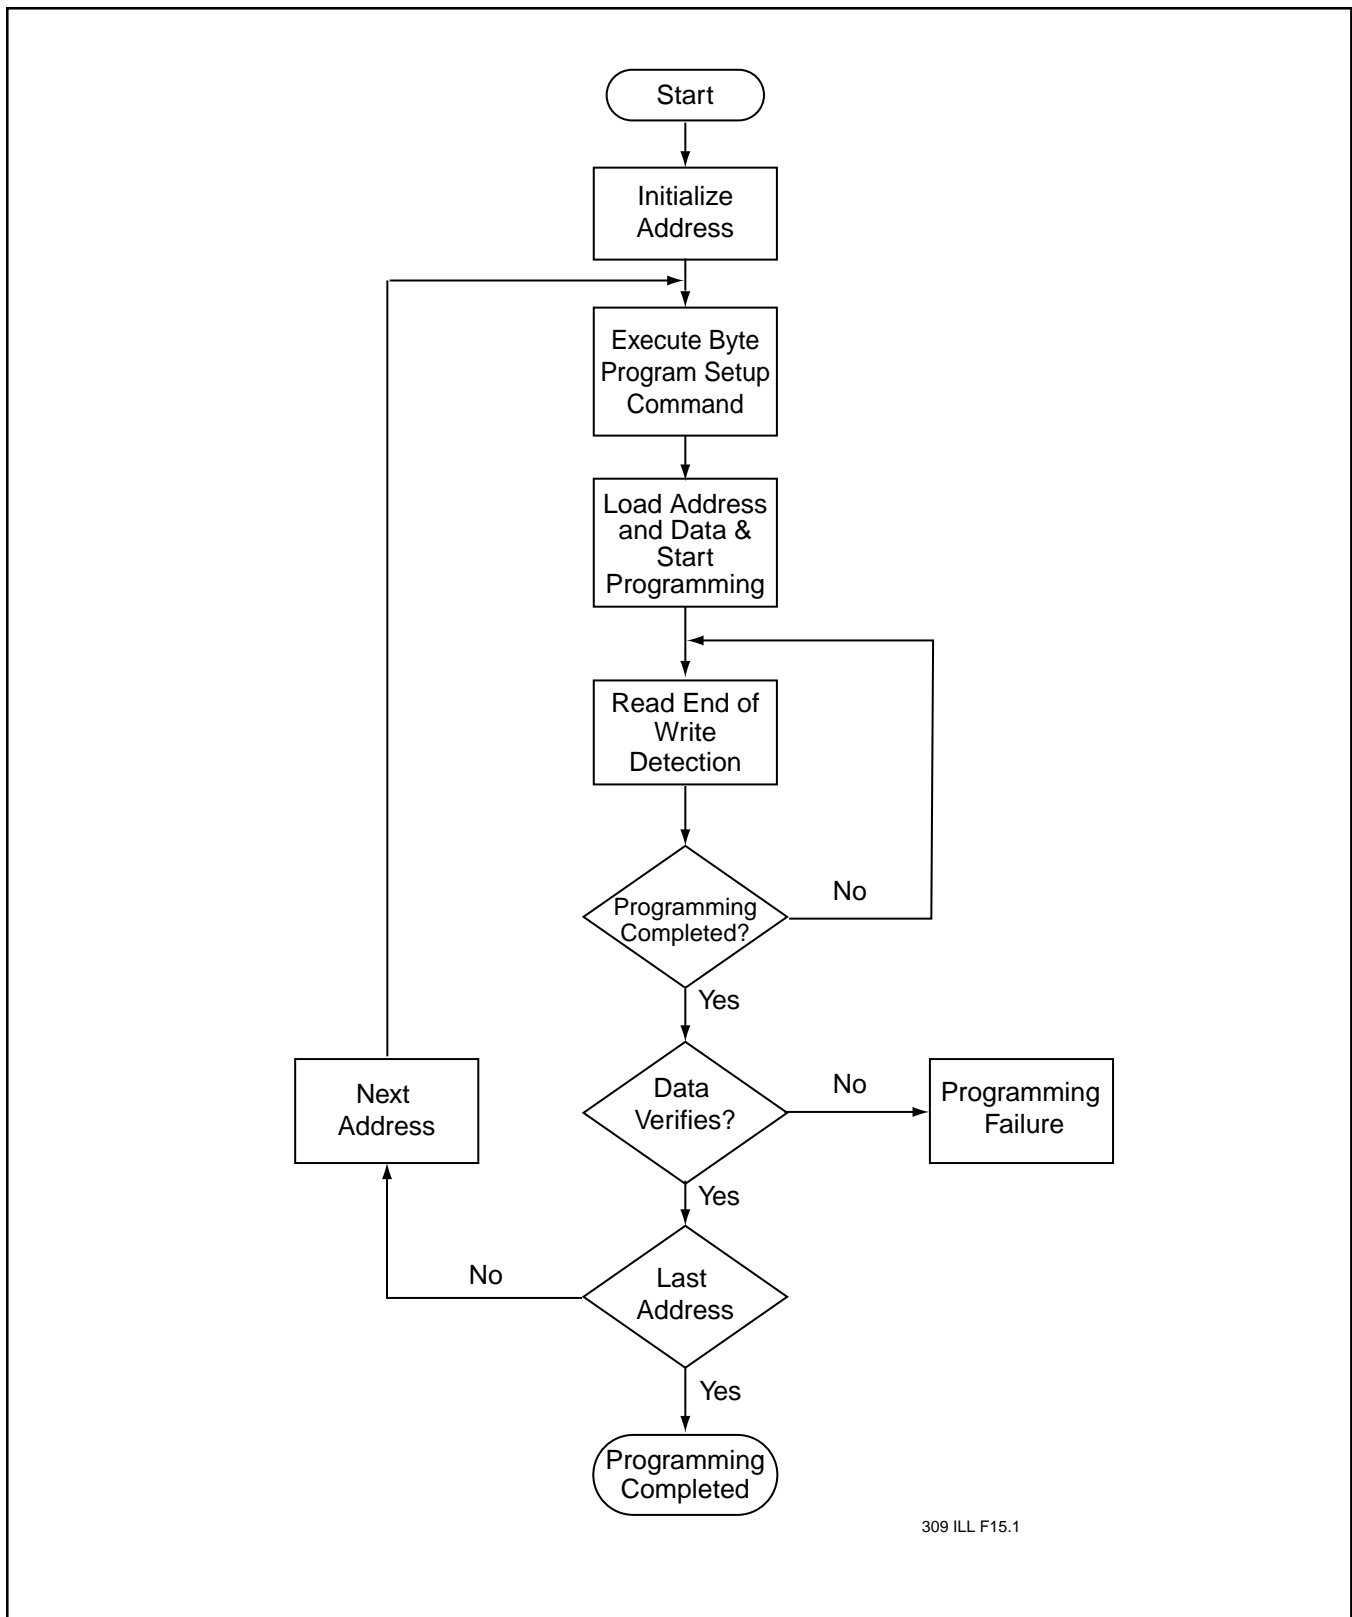 Start
Initialize
Address
Execute Byte
Program Setup
Command
Load Address
and Data &
Start
Programming
Read End of
Write
Detection
Programming
Completed?
No
Yes
Data
Verifies?
No
Programming
Failure
Yes
Next
Address
Last
Address
No
Yes
Programming
Completed
309 ILL F15.1